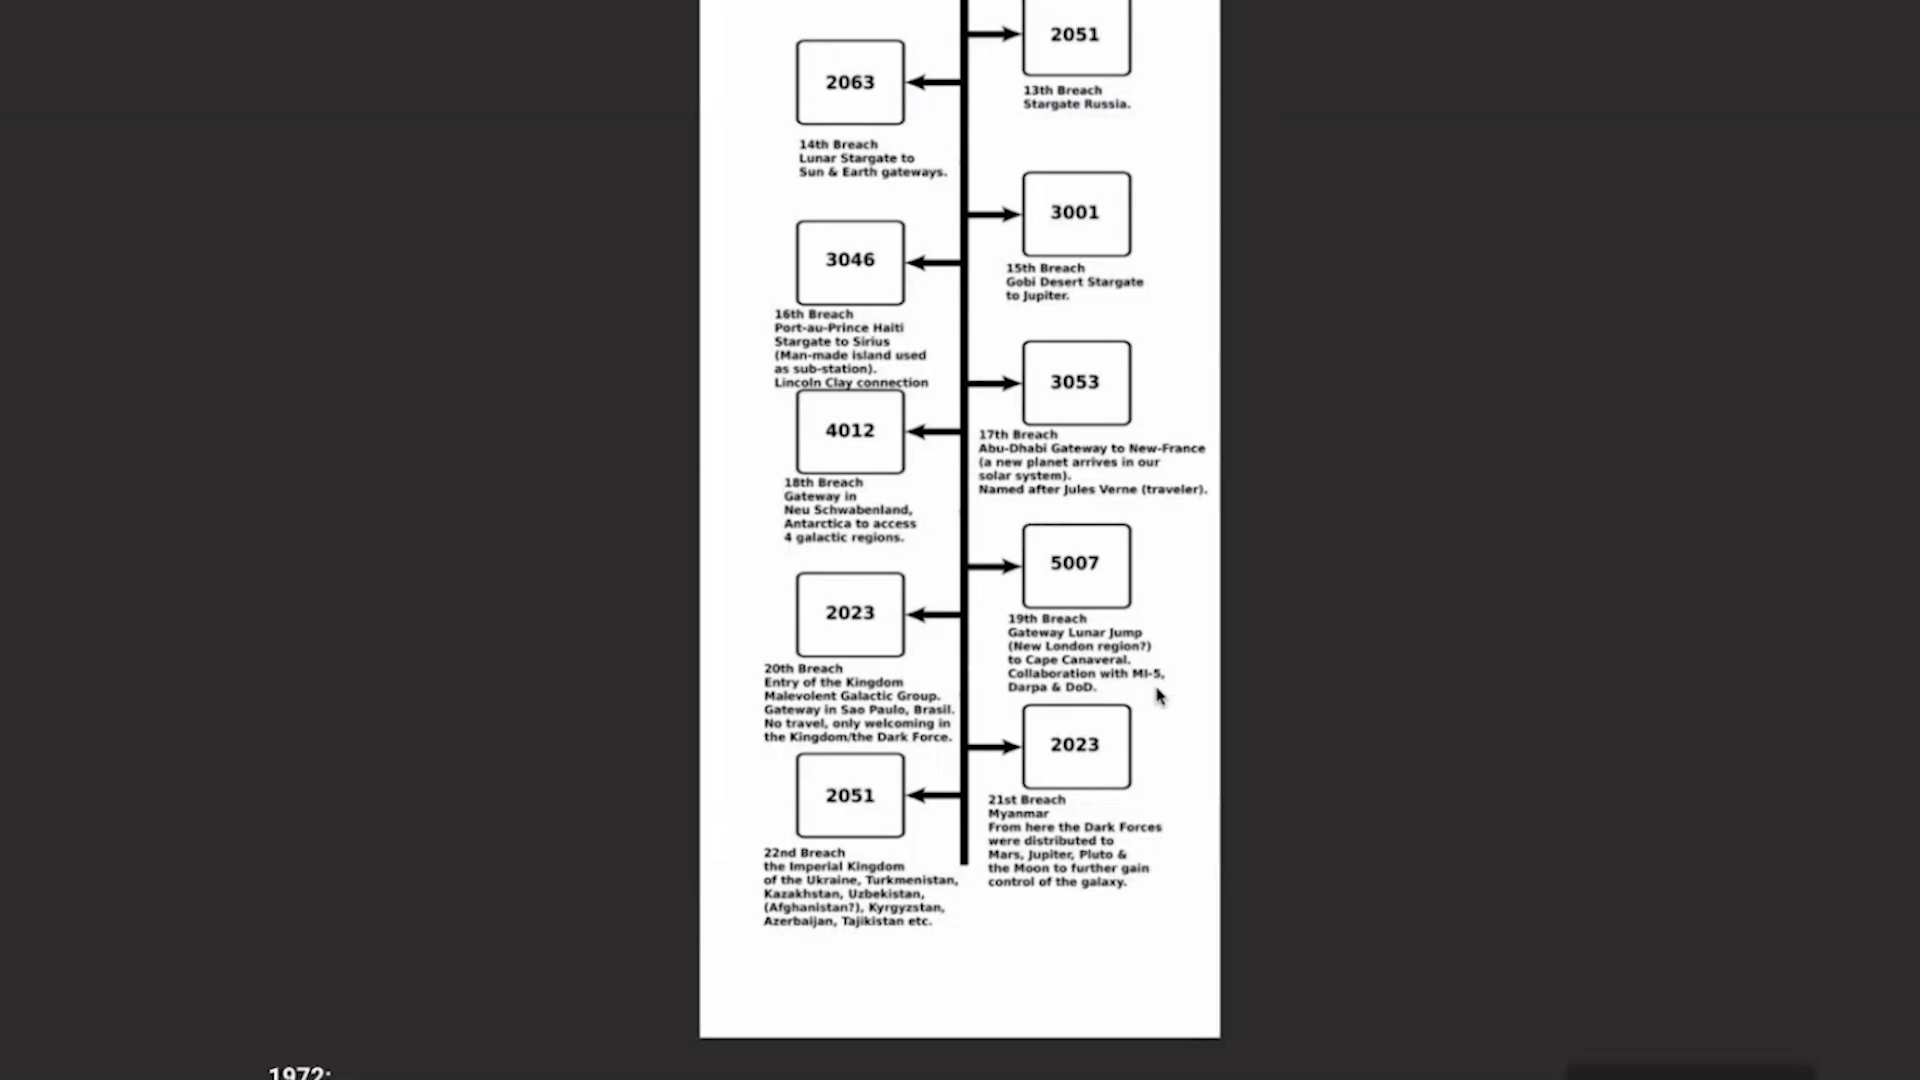 2051
13th Breach
Stargate Russia.
2063
14th Breach
Lunar Stargate to
Sun & Earth gateways.
3001
15th Breach
Gobi Desert Stargate
to Jupiter.
3046
16th Breach
Port-au-Prince Haiti
Stargate to Sirius
(Man-made island used
as sub-station).
Lincoln Clay connection
3053
17th Breach
Abu-Dhabi Gateway to New-France
(a new planet arrives in our
solar system).
Named after Jules Verne (traveler).
4012
18th Breach
Gateway in
Neu Schwabenland,
Antarctica to access
4 galactic regions.
5007
19th Breach
Gateway Lunar Jump
(New London region?)
to Cape Canaveral.
Collaboration with MI-5,
Darpa & DoD.
2023
20th Breach
Entry of the Kingdom
Malevolent Galactic Group.
Gateway in Sao Paulo, Brasil.
No travel, only welcoming in
the Kingdom/the Dark Force.
2023
21st Breach
Myanmar
From here the Dark Forces
were distributed to
Mars, Jupiter, Pluto &
the Moon to further gain
control of the galaxy.
2051
22nd Breach
the Imperial Kingdom
of the Ukraine, Turkmenistan,
Kazakhstan, Uzbekistan,
(Afghanistan?), Kyrgyzstan,
Azerbaijan, Tajikistan etc.
1972: